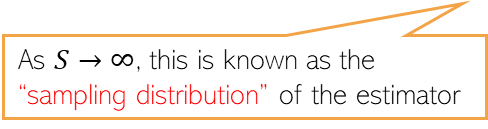 As S → ∞, this is known as the
“sampling distribution” of the estimator